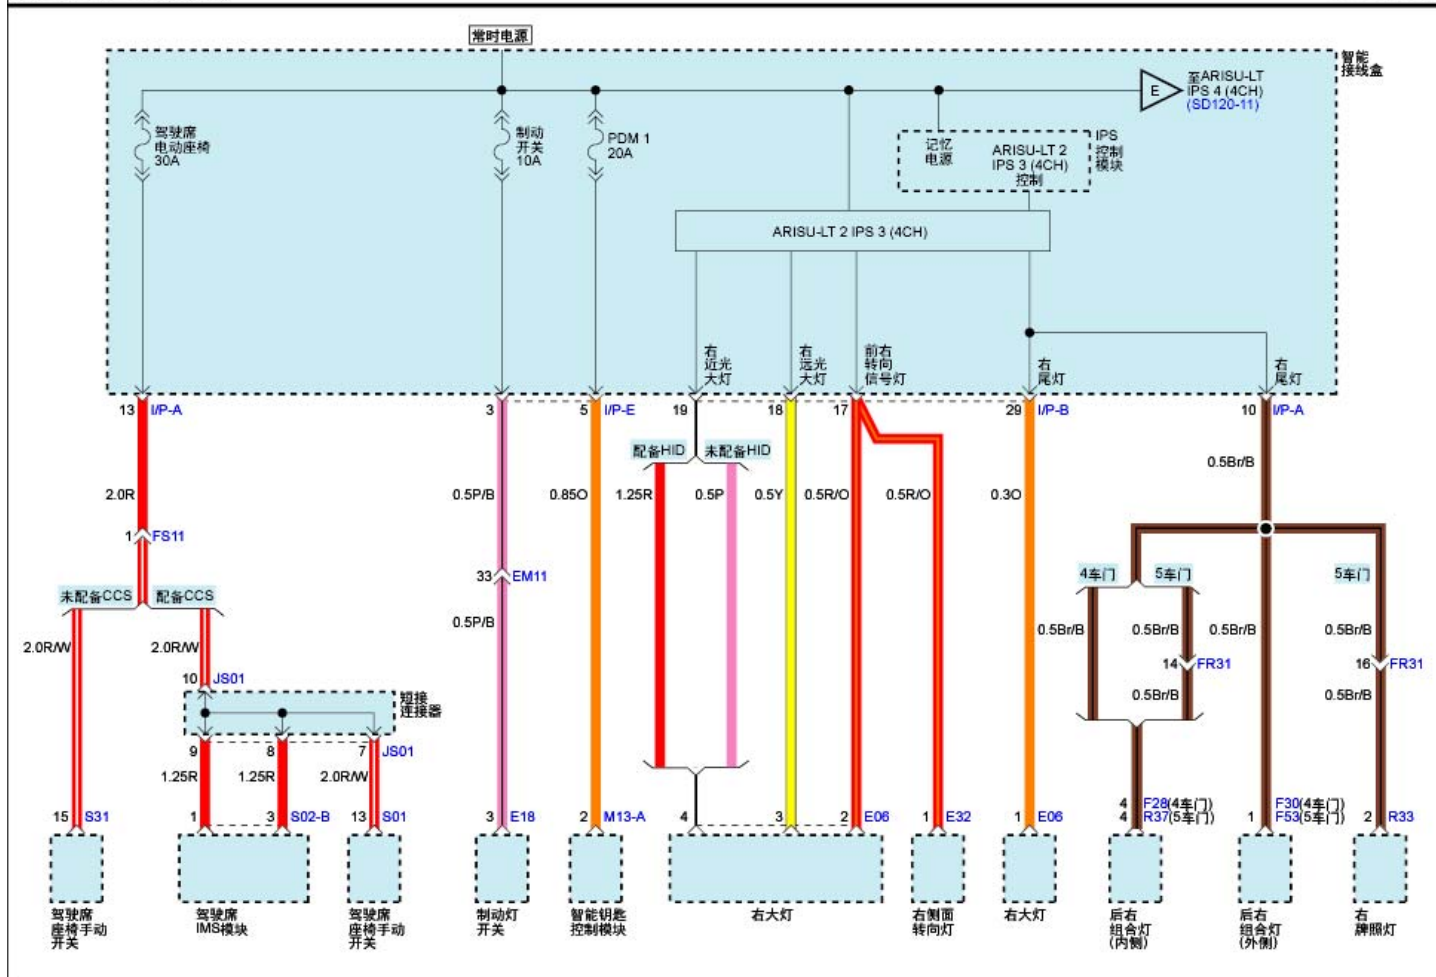 常时电源
智能
接线盒
E
至ARISU-LT
IPS 4 (4CH)
(SD120-11)
驾驶席
电动座椅
30A
制动
开关
10A
PDM 1
20A
IPS
控制
模块
记忆
电源
ARISU-LT 2
IPS 3 (4CH)
控制
ARISU-LT 2 IPS 3 (4CH)
右
近光
大灯
右
远光
大灯
前右
转向
信号灯
右
尾灯
右
尾灯
13 I/P-A
3
5 I/P-E
19
18
17
29 I/P-B
10 I/P-A
配备HID
未配备HID
0.5Br/B
2.0R
0.5P/B
0.85O
1.25R
0.5P
0.5Y
0.5R/O
0.5R/O
0.3O
1 FS11
33 EM11
4车门
5车门
5车门
未配备CCS
配备CCS
0.5P/B
0.5Br/B
0.5Br/B
0.5Br/B
0.5Br/B
2.0R/W
2.0R/W
14 FR31
16 FR31
10 JS01
短接
连接器
0.5Br/B
0.5Br/B
9
8
7 JS01
1.25R
1.25R
2.0R/W
4 F28(4车门)
4 R37(5车门)
F30(4车门)
1 F53(5车门)
15 S31
1
3 S02-B
13 S01
3 E18
2 M13-A
4
3
2 E06
1 E32
1 E06
2 R33
驾驶席
座椅手动
开关
驾驶席
IMS模块
驾驶席
座椅手动
开关
制动灯
开关
智能钥匙
控制模块
右大灯
右侧面
转向灯
右大灯
后右
组合灯
(内侧)
后右
组合灯
(外侧)
右
牌照灯